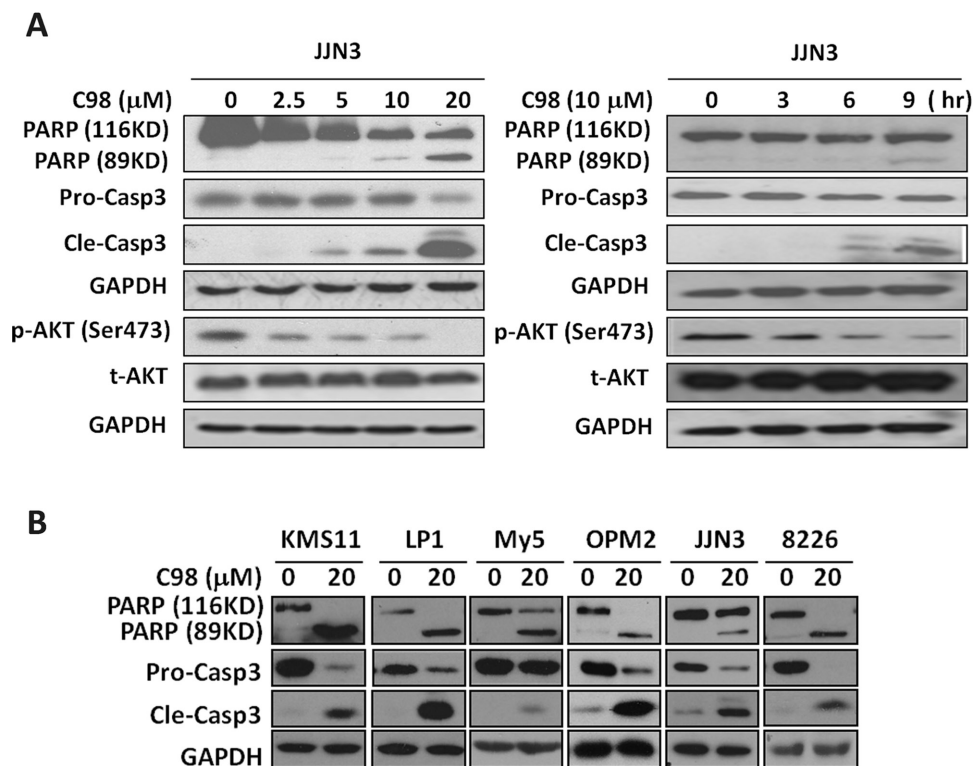 A
JJN3
C98 (μM) 0 2.5 5 10 20
PARP (116KD)
PARP (89KD)
Pro-Casp3
Cle-Casp3
GAPDH
p-AKT (Ser473)
t-AKT
GAPDH
JJN3
C98 (10 μM) 0 3 6 9 ( hr)
PARP (116KD)
PARP (89KD)
Pro-Casp3
Cle-Casp3
GAPDH
p-AKT (Ser473)
t-AKT
GAPDH
B
KMS11 LP1 My5 OPM2 JJN3 8226
C98 (μM) 0 20 0 20 0 20 0 20 0 20 0 20
PARP (116KD)
PARP (89KD)
Pro-Casp3
Cle-Casp3
GAPDH